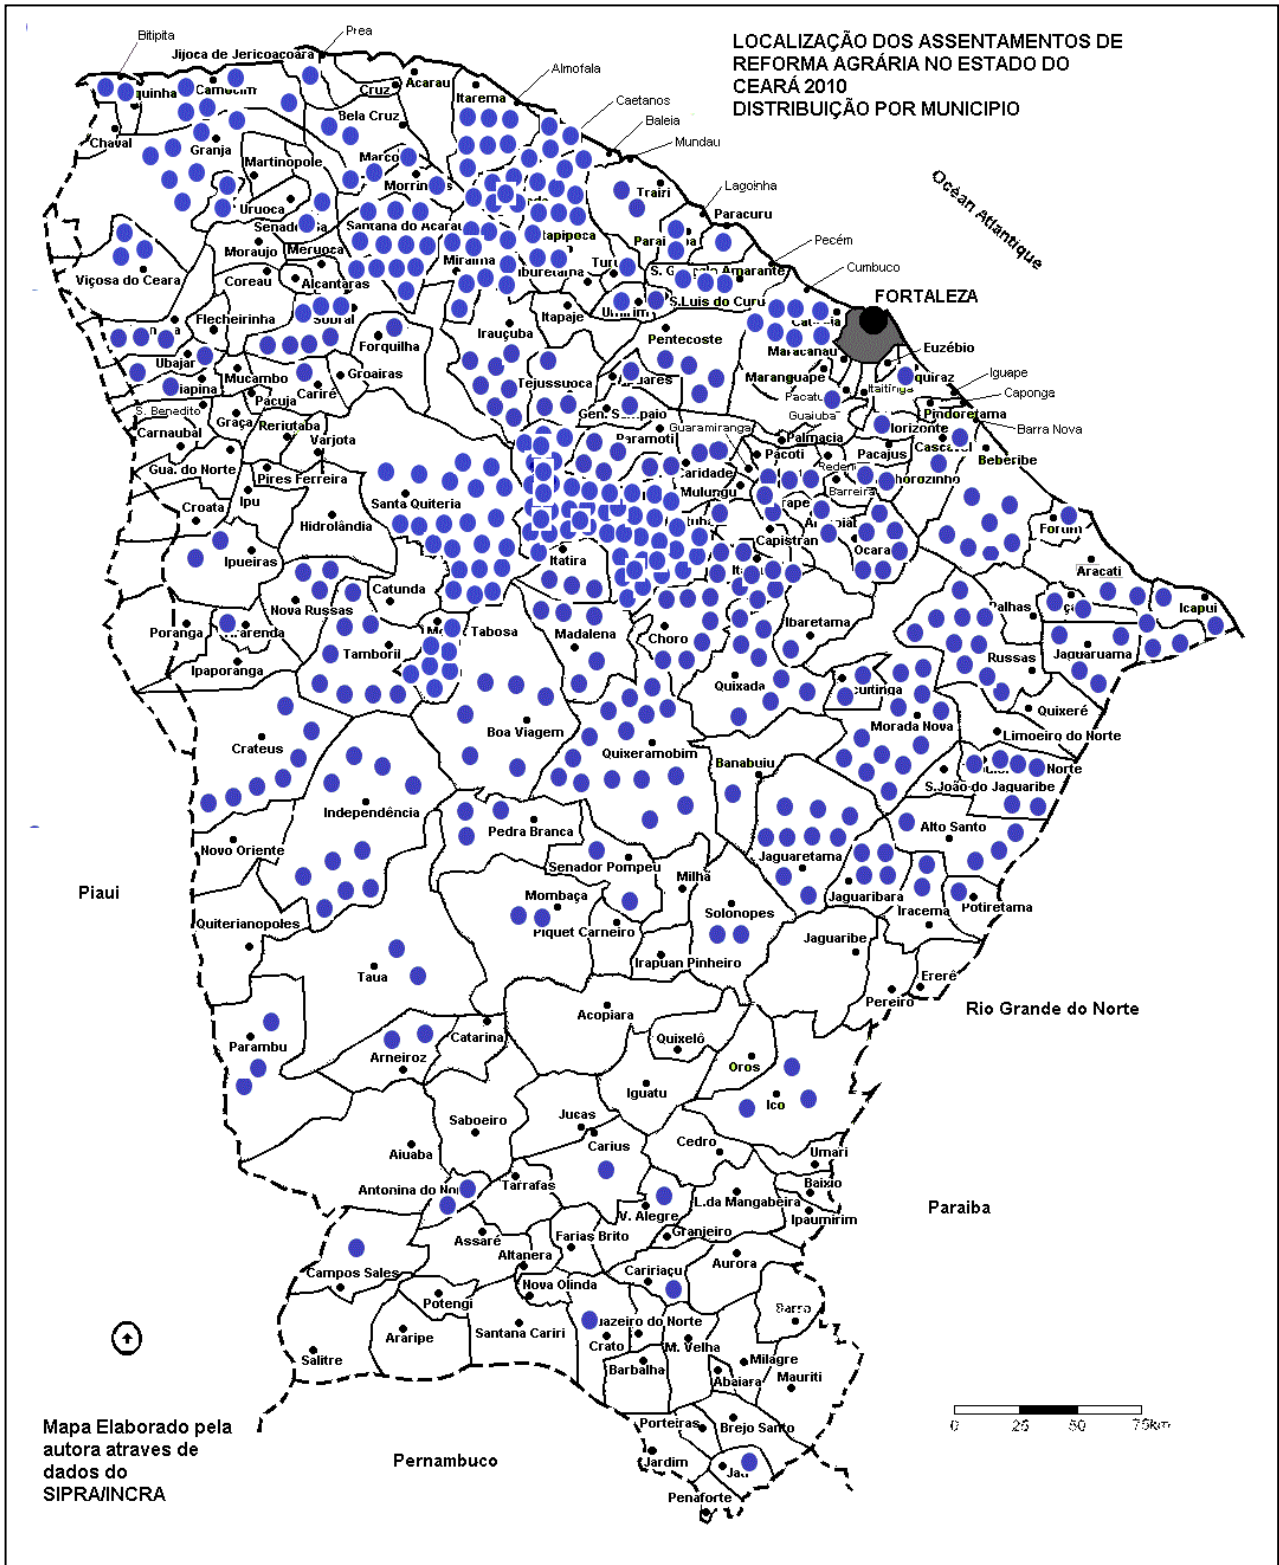 LOCALIZAÇÃO DOS ASSENTAMENTOS DE
REFORMA AGRÁRIA NO ESTADO DO
CEARÁ 2010
DISTRIBUIÇÃO POR MUNICIPIO
Bitipita
Prea
Jijoca de Jericoacoara
Almofala
Acarau
Cruz
Itarema
Caetanos
Baleia
Mundau
Bela Cruz
Chaval
Granja
Martinopole
Marco
Trairi
Lagoinha
Uruoca
Paracuru
Océan Atlantique
Santana do Acarau
Moraujo
Meruoca
Pecém
Viçosa do Ceara
Coreau
Alcantaras
Miraima
Cumbuco
S.Luis do Curu
FORTALEZA
Flecheirinha
Itapaje
Irauçuba
Forquilha
Pentecoste
Maracanau
Euzébio
Mucambo
Groairas
Tejussuoca
Maranguape
Itaitinga
Iguape
Caponga
Cariré
Pacuja
S. Benedito
Graça
Reriutaba
Varjota
Guaiuba
Pindoretama
Barra Nova
Carnaubal
Paramoti
Guaramiranga
Palmacia
Pacoti
Pacajus
Beberibe
Gua. do Norte
Pires Ferreira
Mulungu
Barreira
Croata
Ipu
Santa Quiteria
Hidrolândia
Capistran
Ocara
Ipueiras
Itatira
Aracati
Catunda
Nova Russas
Icapui
Poranga
Tabosa
Madalena
Choro
Ibaretama
Palhas
Tamboril
Ipaporanga
Russas
Jaguaruama
Quixada
Quixeré
Crateus
Boa Viagem
Quixeramobim
Morada Nova
Limoeiro do Norte
Banabuiu
Norte
S.João do Jaguaribe
Independência
Pedra Branca
Alto Santo
Novo Oriente
Senador Pompeu
Jaguaretama
Piaui
Milhã
Mombaça
Jaguaribara
Potiretama
Iracema
Solonopes
Quiterianopoles
Piquet Carneiro
Jaguaribe
Irapuan Pinheiro
Taua
Ererê
Pereiro
Rio Grande do Norte
Acopiara
Parambu
Catarina
Quixelô
Arneiroz
Oros
Iguatu
Ico
Jucas
Saboeiro
Carius
Cedro
Aiuaba
Umari
Baixio
Tarrafas
L.da Mangabeira
Paraiba
V. Alegre
Ipaumirim
Granjeiro
Assaré
Farias Brito
Altanera
Aurora
Caririaçu
Campos Sales
Nova Olinda
Potengi
Barro
Santana Cariri
Araripe
Crato
M. Velha
Salitre
Barbalha
Milagre
Abaiara
Mauriti
Porteiras
Brejo Santo
0 25 50 75km
Mapa Elaborado pela
autora atraves de
dados do
SIPRA/INCRA
Pernambuco
Jardim
Penaforte